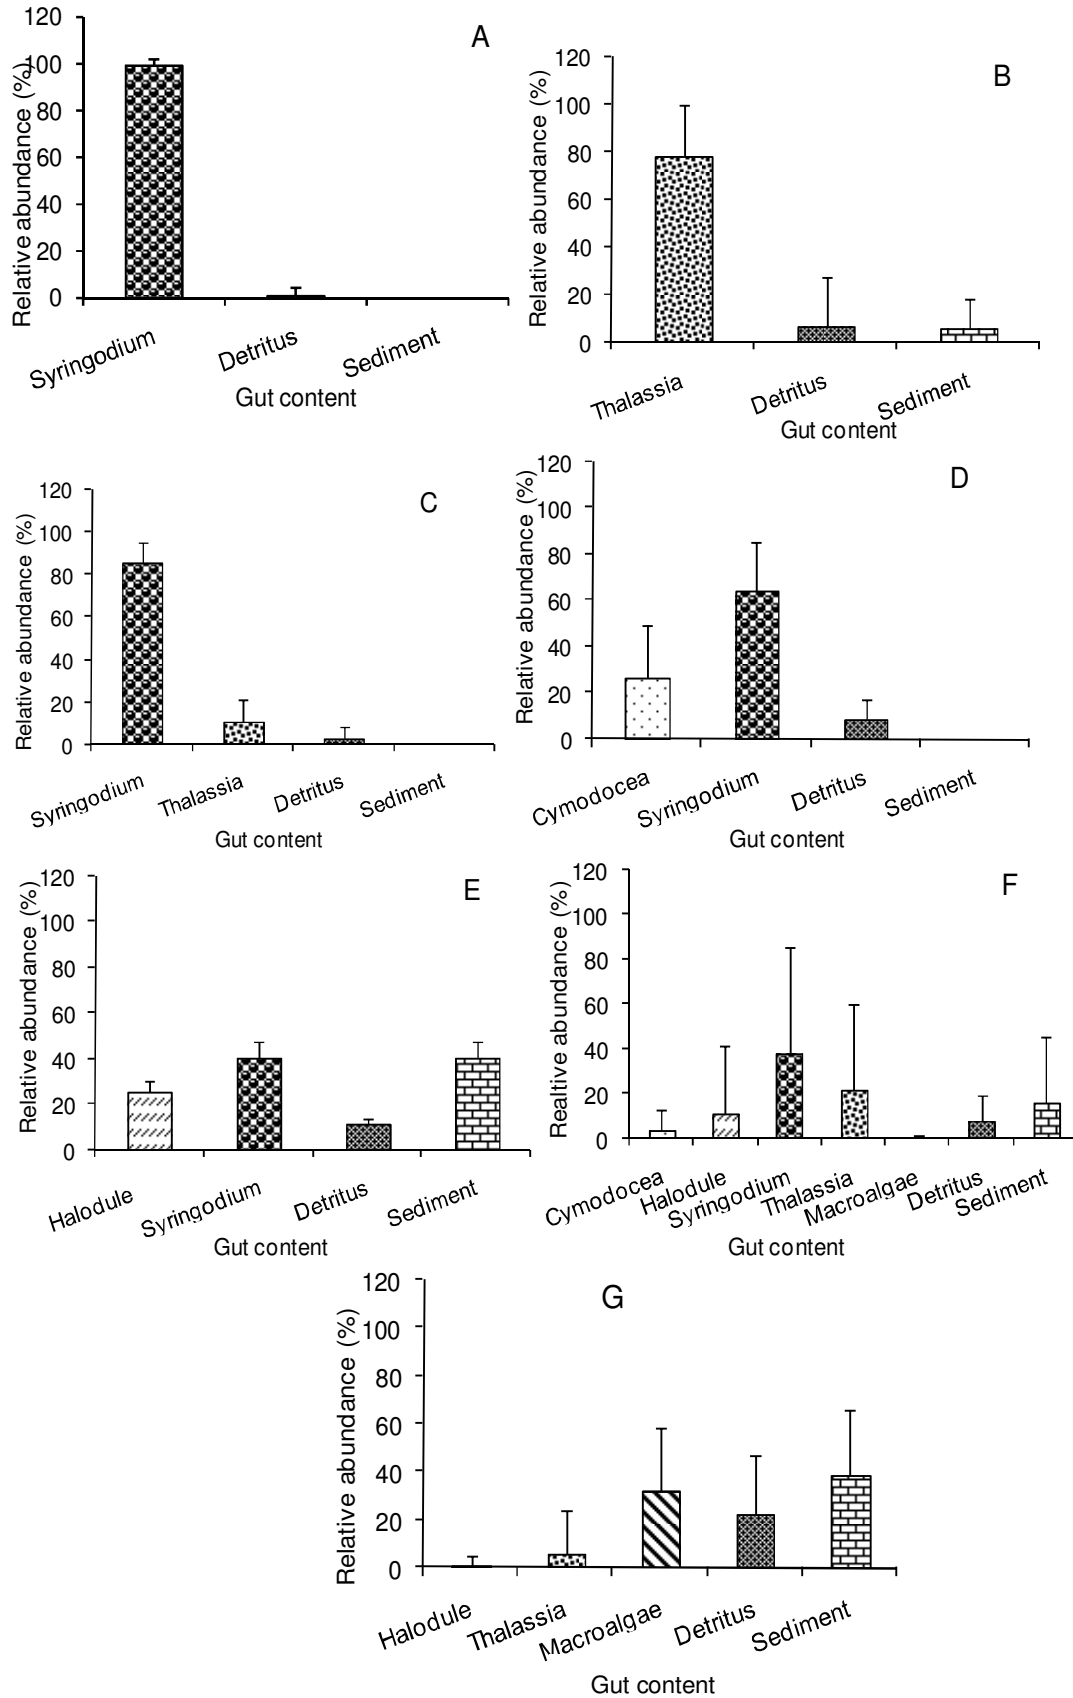 A
Relative abundance (%)
120
100
80
60
40
20
0
Syringodium
Detritus
Sediment
Gut content
B
Relative abundance (%)
120
100
80
60
40
20
0
Thalassia
Detritus
Sediment
Gut content
C
Relative abundance (%)
120
100
80
60
40
20
0
Syringodium
Thalassia
Detritus
Sediment
Gut content
D
Relative abundance (%)
120
100
80
60
40
20
0
Cymodocea
Syringodium
Detritus
Sediment
Gut content
E
Relative abundance (%)
120
100
80
60
40
20
0
Halodule
Syringodium
Detritus
Sediment
Gut content
F
Realtive abundance (%)
120
100
80
60
40
20
0
Cymodocea
Halodule
Syringodium
Thalassia
Macroalgae
Detritus
Sediment
Gut content
G
Relative abundance (%)
120
100
80
60
40
20
0
Halodule
Thalassia
Macroalgae
Detritus
Sediment
Gut content